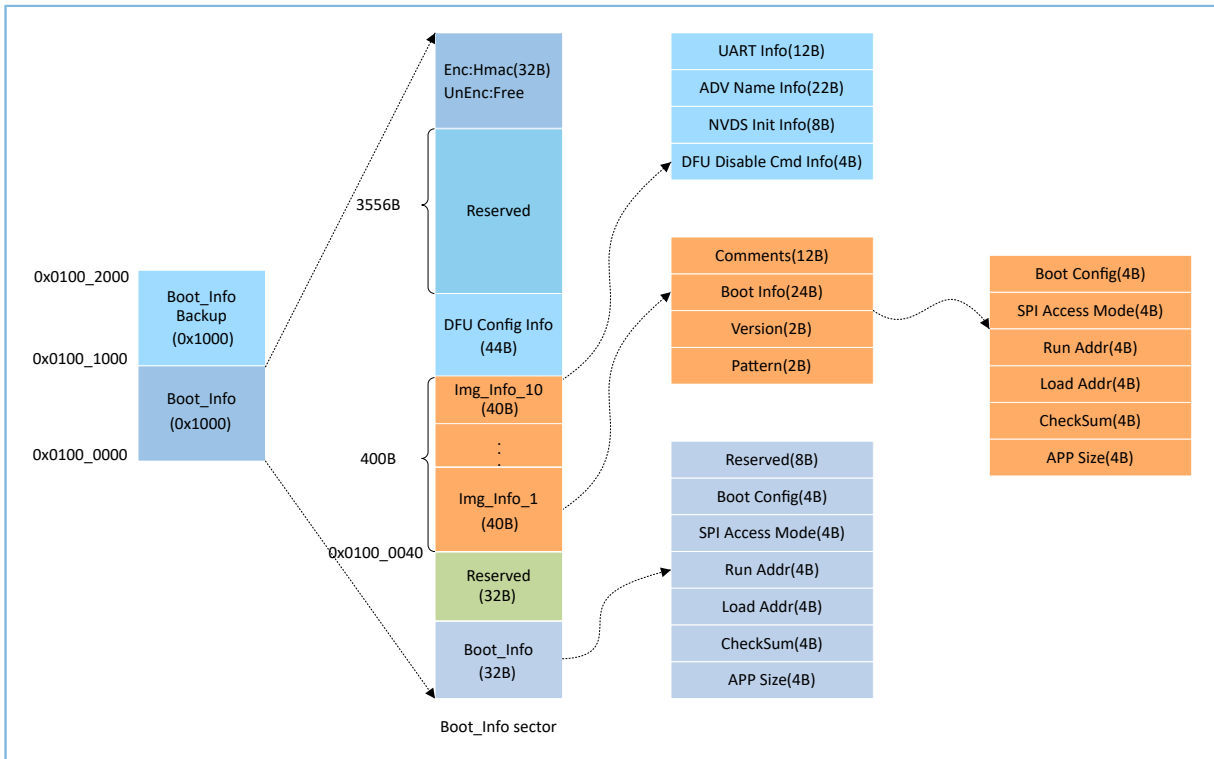 0x0100_2000
0x0100_1000
0x0100_0000
Boot_Info
Backup
(0x1000)
Boot_Info
(0x1000)
Enc:Hmac(32B)
UnEnc:Free
3556B
Reserved
DFU Config Info
(44B)
Img_Info_10
(40B)
.
.
.
400B
Img_Info_1
(40B)
0x0100_0040
Reserved
(32B)
Boot_Info
(32B)
Boot_Info sector
UART Info(12B)
ADV Name Info(22B)
NVDS Init Info(8B)
DFU Disable Cmd Info(4B)
Comments(12B)
Boot Info(24B)
Version(2B)
Pattern(2B)
Boot Config(4B)
SPI Access Mode(4B)
Run Addr(4B)
Load Addr(4B)
CheckSum(4B)
APP Size(4B)
Reserved(8B)
Boot Config(4B)
SPI Access Mode(4B)
Run Addr(4B)
Load Addr(4B)
CheckSum(4B)
APP Size(4B)